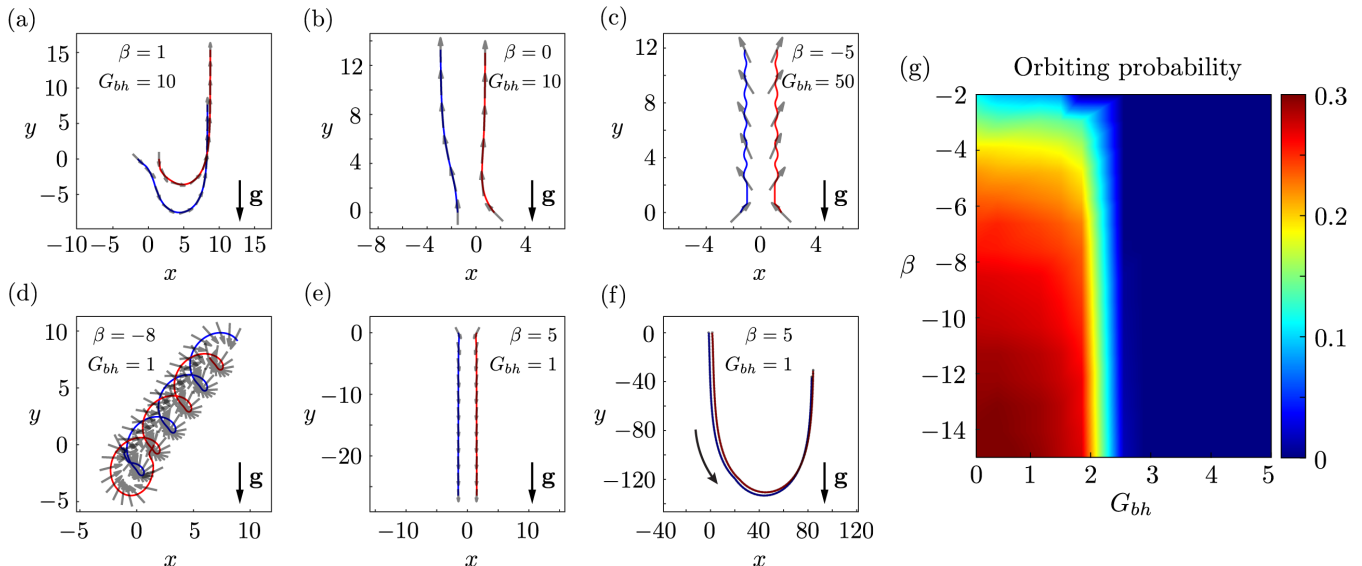 (a)
β = 1
G_bh = 10
15
10
5
0
−5
y
−10
−5
0
5
10
15
x
g
(b)
β = 0
G_bh = 10
12
8
4
0
y
−8
−4
0
4
x
g
(c)
β = −5
G_bh = 50
12
8
4
0
y
−4
0
4
x
g
(d)
β = −8
G_bh = 1
10
5
0
−5
y
−5
0
5
10
x
g
(e)
β = 5
G_bh = 1
0
−10
−20
y
−10
0
10
x
g
(f)
β = 5
G_bh = 1
0
−40
−80
−120
y
−40
0
40
80
120
x
g
(g)
Orbiting probability
−2
−4
−6
−8
−10
−12
−14
β
0
1
2
3
4
5
G_bh
0.3
0.2
0.1
0